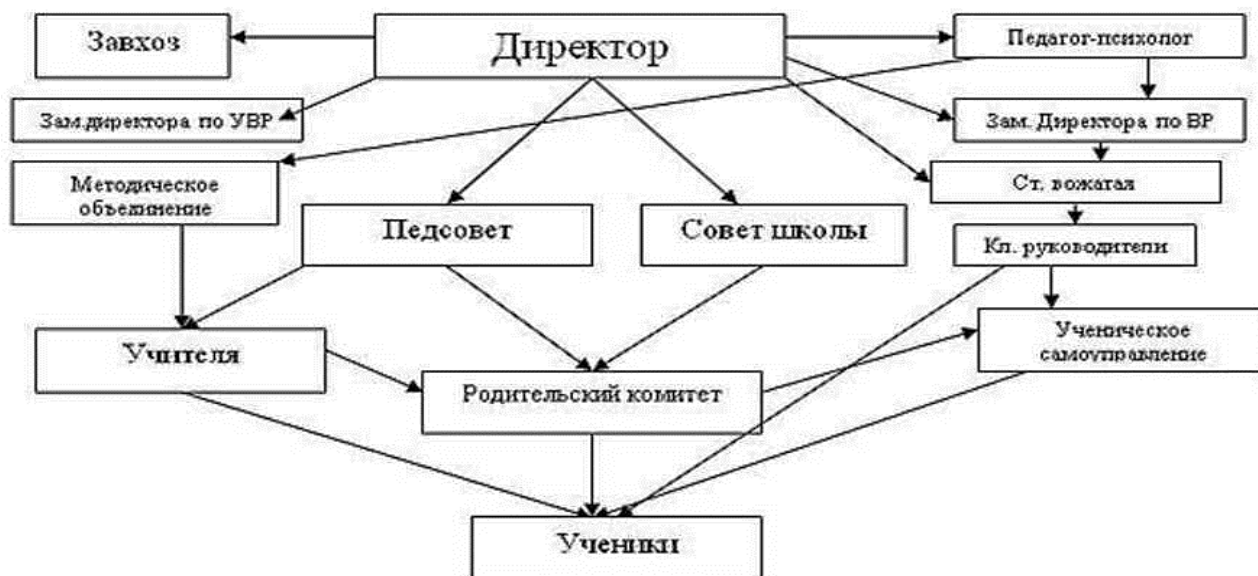 Завхоз
Директор
Педагог-психолог
Зам.директора по УВР
Зам. Директора по ВР
Методическое
объединение
Ст. вожатая
Педсовет
Совет школы
Кл. руководители
Учителя
Ученическое
самоуправление
Родительский комитет
Ученики